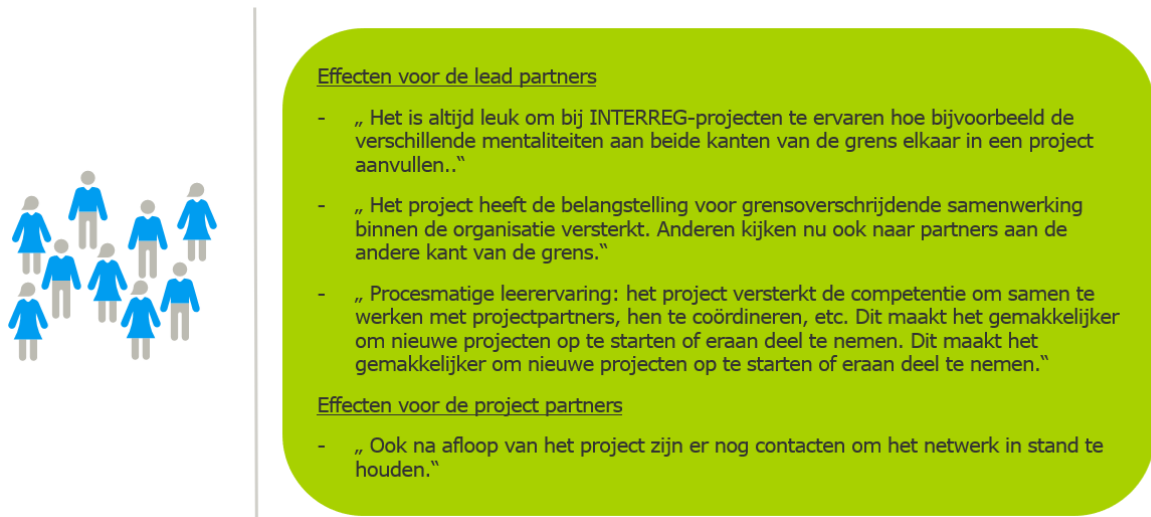 Effecten voor de lead partners
- „ Het is altijd leuk om bij INTERREG-projecten te ervaren hoe bijvoorbeeld de
verschillende mentaliteiten aan beide kanten van de grens elkaar in een project
aanvullen..“
- „ Het project heeft de belangstelling voor grensoverschrijdende samenwerking
binnen de organisatie versterkt. Anderen kijken nu ook naar partners aan de
andere kant van de grens.“
- „ Procesmatige leerervaring: het project versterkt de competentie om samen te
werken met projectpartners, hen te coördineren, etc. Dit maakt het gemakkelijker
om nieuwe projecten op te starten of eraan deel te nemen. Dit maakt het
gemakkelijker om nieuwe projecten op te starten of eraan deel te nemen.“
Effecten voor de project partners
- „ Ook na afloop van het project zijn er nog contacten om het netwerk in stand te
houden.“